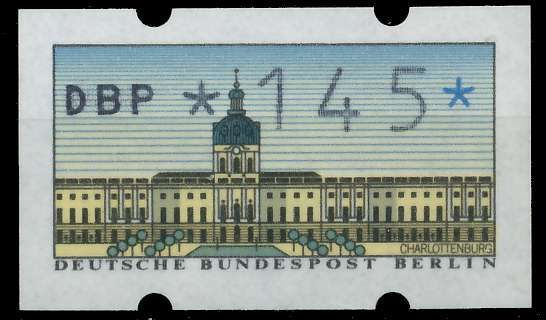 DBP *145*
CHARLOTTENBURG
DEUTSCHE BUNDESPOST BERLIN